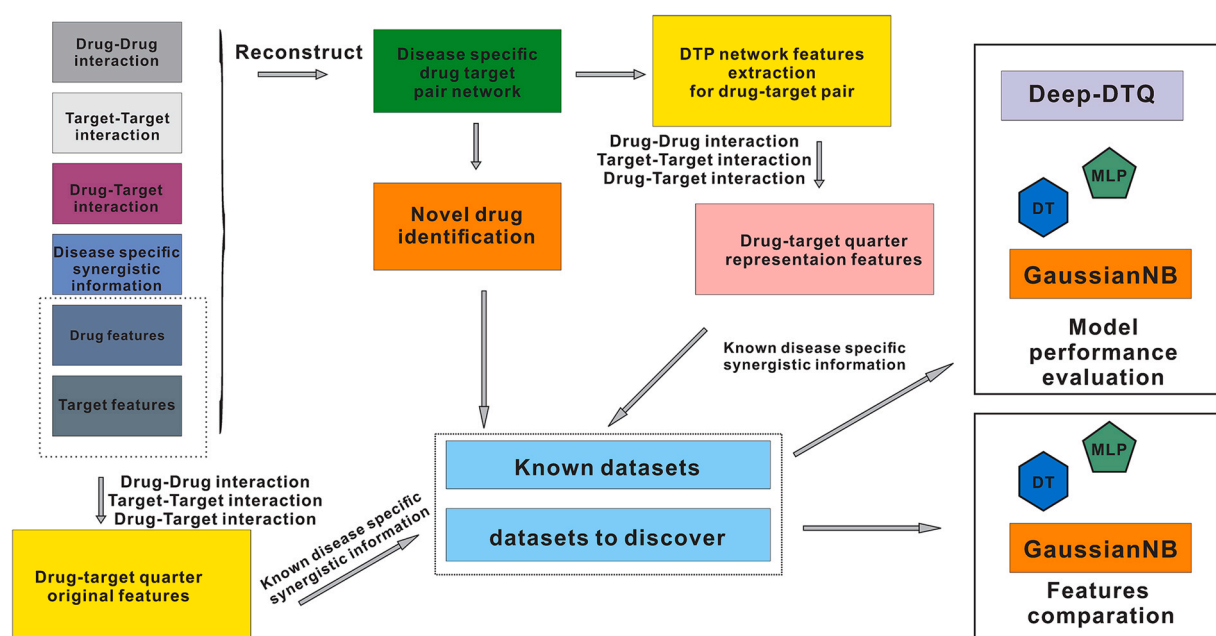 Drug-Drug
interaction
Target-Target
interaction
Drug-Target
interaction
Disease specific
synergistic
information
Drug features
Target features
Reconstruct
Disease specific
drug target
pair network
DTP network features
extraction
for drug-target pair
Drug-Drug interaction
Target-Target interaction
Drug-Target interaction
Novel drug
identification
Drug-target quarter
representaion features
Known disease specific
synergistic information
Known datasets
datasets to discover
Drug-Drug interaction
Target-Target interaction
Drug-Target interaction
Drug-target quarter
original features
Known disease specific
synergistic information
Deep-DTQ
MLP
DT
GaussianNB
Model
performance
evaluation
MLP
DT
GaussianNB
Features
comparation